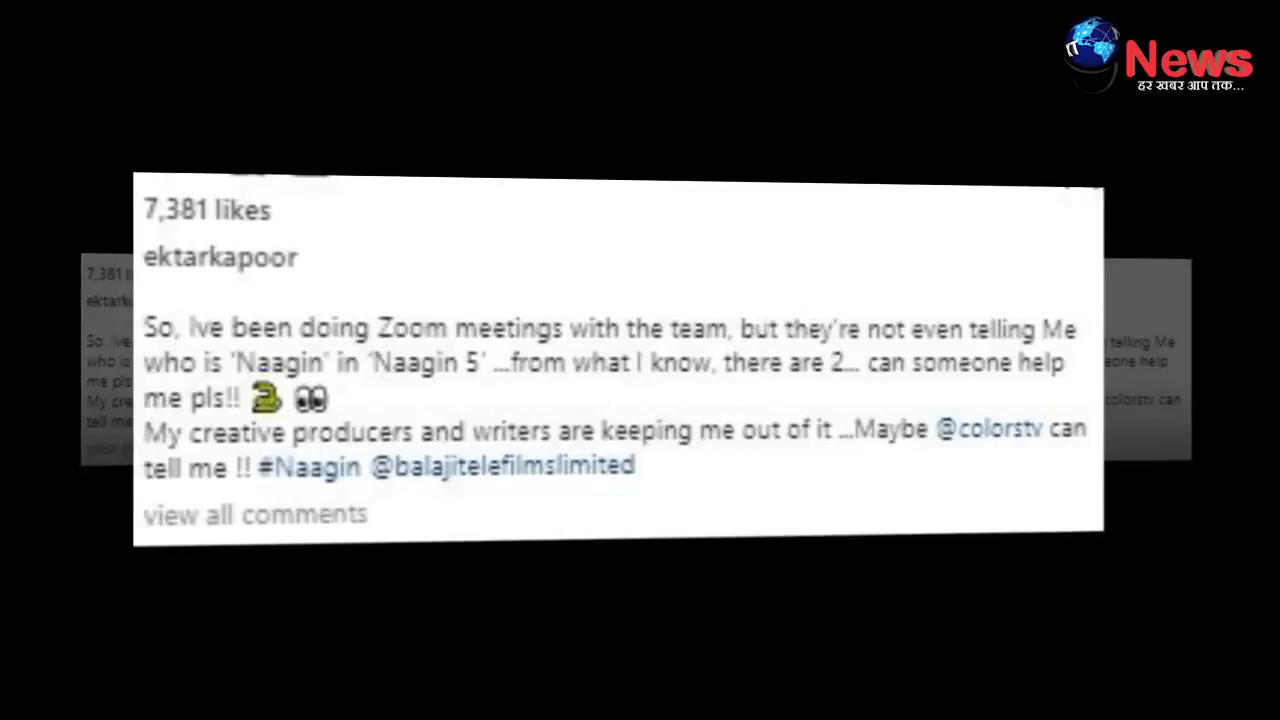 News
हर खबर आप तक...
7,381 likes
ektarkapoor
So, Ive been doing Zoom meetings with the team, but they're not even telling Me
who is 'Naagin' in 'Naagin 5' ...from what I know, there are 2... can someone help
me pls!! 🐍 👀
My creative producers and writers are keeping me out of it ...Maybe @colorstv can
tell me !! #Naagin @balajitelefilmslimited
view all comments